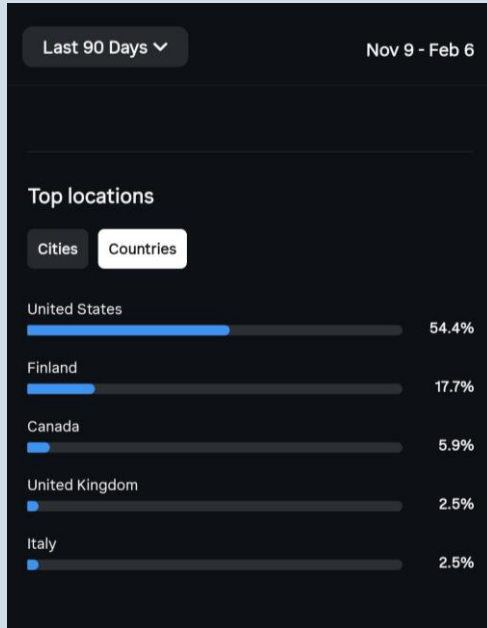 Last 90 Days
Nov 9 - Feb 6
Top locations
Cities
Countries
United States
54.4%
Finland
17.7%
Canada
5.9%
United Kingdom
2.5%
Italy
2.5%